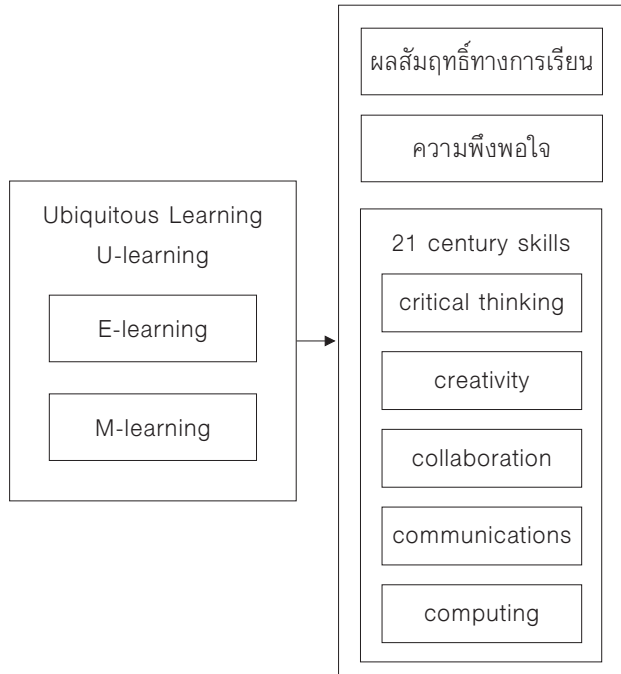 Ubiquitous Learning
U-learning
E-learning
M-learning
ผลสัมฤทธิ์ทางการเรียน
ความพึงพอใจ
21 century skills
critical thinking
creativity
collaboration
communications
computing